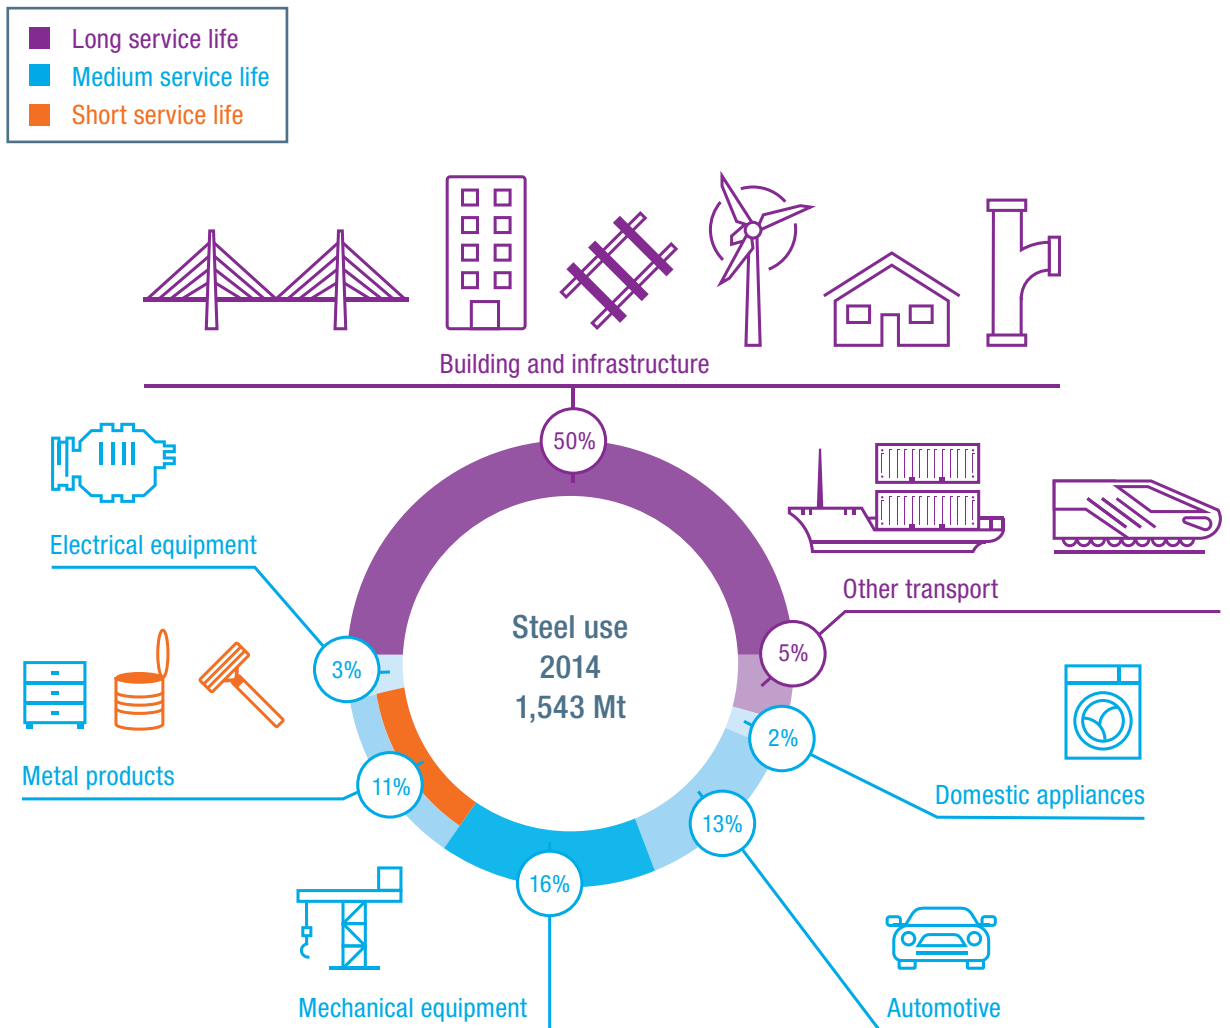 Long service life
Medium service life
Short service life
Building and infrastructure
50%
Electrical equipment
Other transport
Steel use
2014
1,543 Mt
5%
3%
2%
Metal products
11%
Domestic appliances
13%
16%
Mechanical equipment
Automotive